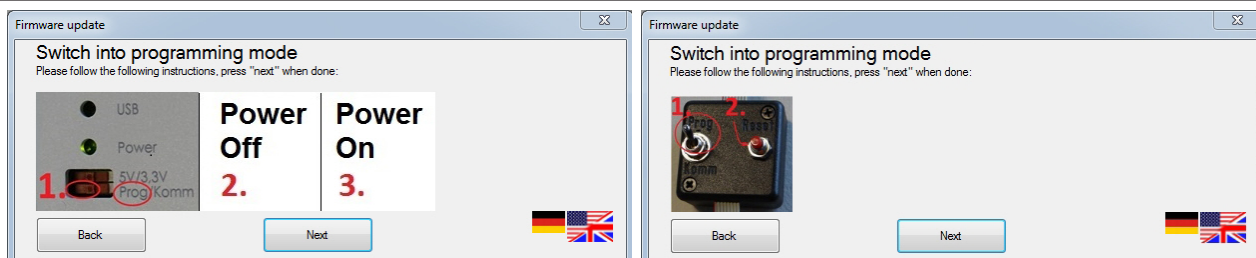 Firmware update
Switch into programming mode
Please follow the following instructions, press "next" when done:
USB
Power
5V/3,3V
Prog/Komm
1.
Power Off
2.
Power On
3.
Back
Next
Firmware update
Switch into programming mode
Please follow the following instructions, press "next" when done:
1.
2.
Prog
Reset
Komm
Back
Next